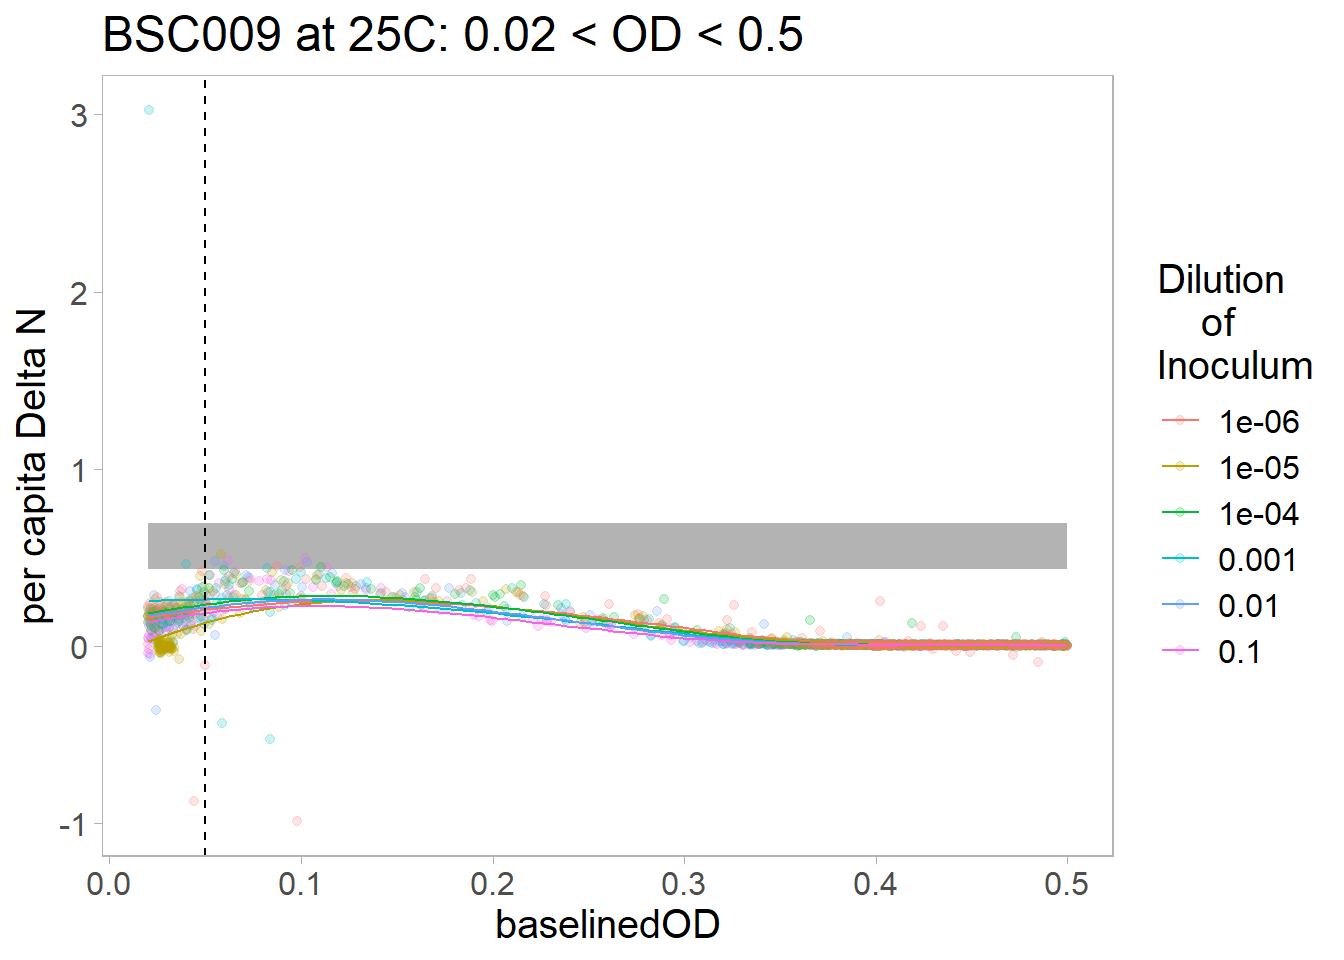 BSC009 at 25C: 0.02 < OD < 0.5
per capita Delta N
3
2
1
0
-1
0.0
0.1
0.2
0.3
0.4
0.5
baselinedOD
Dilution
of
Inoculum
1e-06
1e-05
1e-04
0.001
0.01
0.1